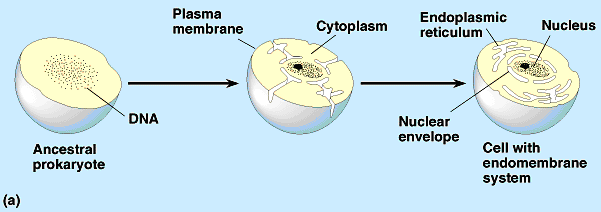 Plasma
membrane
Cytoplasm
Endoplasmic
reticulum
Nucleus
DNA
Ancestral
prokaryote
Nuclear
envelope
Cell with
endomembrane
system
(a)